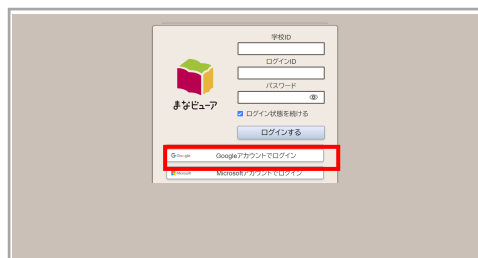 学校ID
ログインID
パスワード
まなビューア
ログイン状態を続ける
ログインする
Google Googleアカウントでログイン
Microsoft Microsoftアカウントでログイン